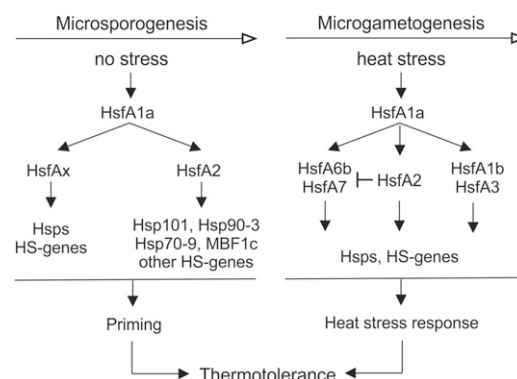 Microsporogenesis
no stress
HsfA1a
HsfAx
HsfA2
Hsps
HS-genes
Hsp101, Hsp90-3
Hsp70-9, MBF1c
other HS-genes
Priming
Microgametogenesis
heat stress
HsfA1a
HsfA6b
HsfA7
HsfA2
HsfA1b
HsfA3
Hsps, HS-genes
Heat stress response
Thermotolerance